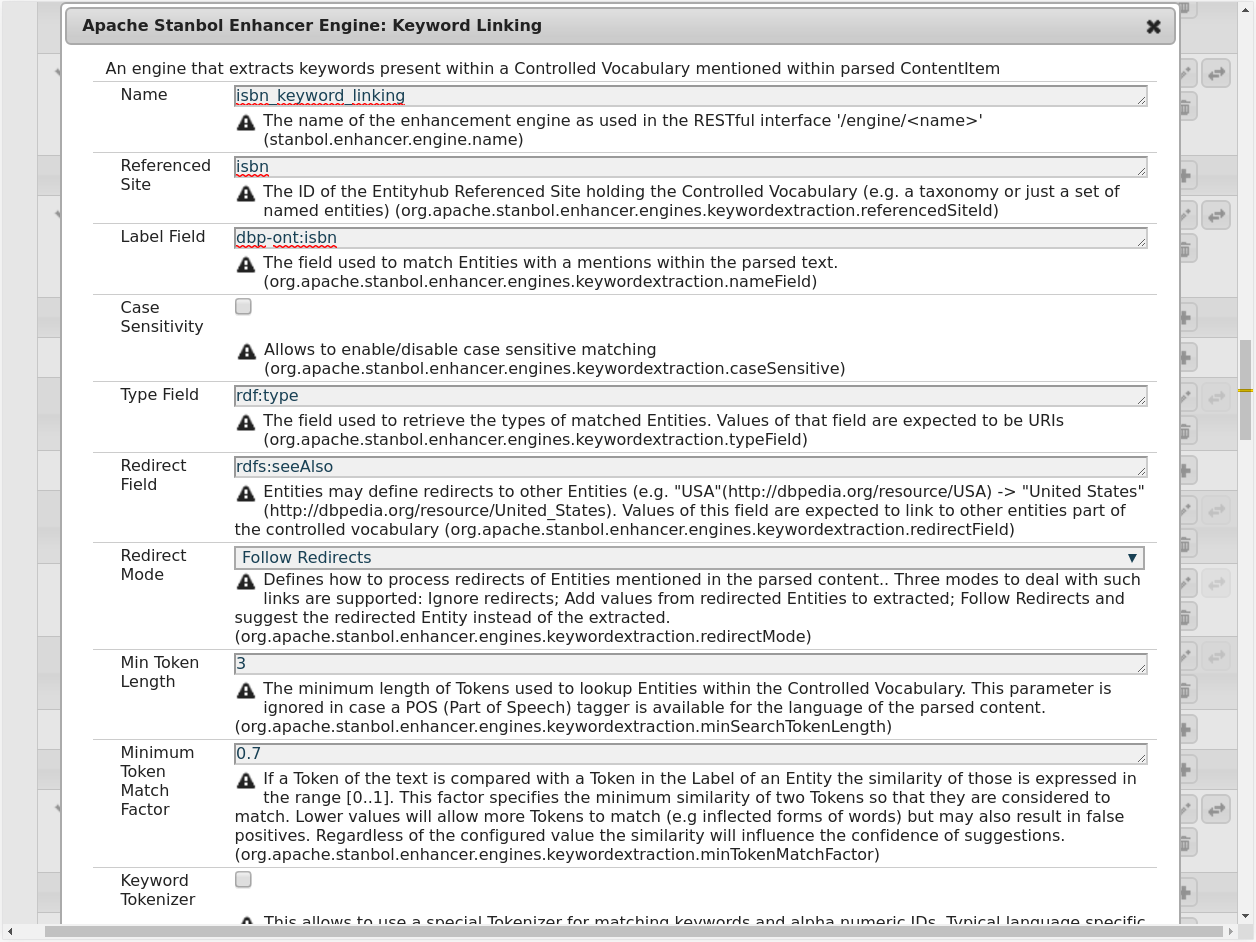 Apache Stanbol Enhancer Engine: Keyword Linking
An engine that extracts keywords present within a Controlled Vocabulary mentioned within parsed ContentItem
Name
isbn_keyword_linking
The name of the enhancement engine as used in the RESTful interface '/engine/<name>'
(stanbol.enhancer.engine.name)
Referenced
Site
isbn
The ID of the Entityhub Referenced Site holding the Controlled Vocabulary (e.g. a taxonomy or just a set of
named entities) (org.apache.stanbol.enhancer.engines.keywordextraction.referencedSiteId)
Label Field
dbp-ont:isbn
The field used to match Entities with a mentions within the parsed text.
(org.apache.stanbol.enhancer.engines.keywordextraction.nameField)
Case
Sensitivity
Allows to enable/disable case sensitive matching
(org.apache.stanbol.enhancer.engines.keywordextraction.caseSensitive)
Type Field
rdf:type
The field used to retrieve the types of matched Entities. Values of that field are expected to be URIs
(org.apache.stanbol.enhancer.engines.keywordextraction.typeField)
Redirect
Field
rdfs:seeAlso
Entities may define redirects to other Entities (e.g. "USA"(http://dbpedia.org/resource/USA) -> "United States"
(http://dbpedia.org/resource/United_States). Values of this field are expected to link to other entities part of
the controlled vocabulary (org.apache.stanbol.enhancer.engines.keywordextraction.redirectField)
Redirect
Mode
Follow Redirects
Defines how to process redirects of Entities mentioned in the parsed content.. Three modes to deal with such
links are supported: Ignore redirects; Add values from redirected Entities to extracted; Follow Redirects and
suggest the redirected Entity instead of the extracted.
(org.apache.stanbol.enhancer.engines.keywordextraction.redirectMode)
Min Token
Length
3
The minimum length of Tokens used to lookup Entities within the Controlled Vocabulary. This parameter is
ignored in case a POS (Part of Speech) tagger is available for the language of the parsed content.
(org.apache.stanbol.enhancer.engines.keywordextraction.minSearchTokenLength)
Minimum
Token
Match
Factor
0.7
If a Token of the text is compared with a Token in the Label of an Entity the similarity of those is expressed in
the range [0..1]. This factor specifies the minimum similarity of two Tokens so that they are considered to
match. Lower values will allow more Tokens to match (e.g inflected forms of words) but may also result in false
positives. Regardless of the configured value the similarity will influence the confidence of suggestions.
(org.apache.stanbol.enhancer.engines.keywordextraction.minTokenMatchFactor)
Keyword
Tokenizer
This allows to use a special Tokenizer for matching keywords and alpha numeric IDs. Typical language specific